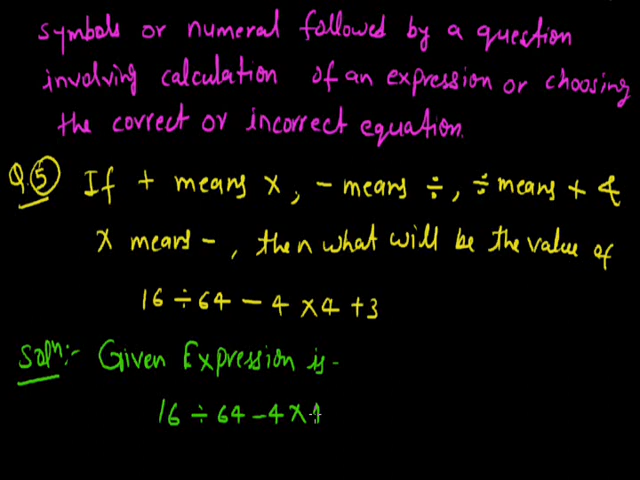 symbols or numeral followed by a question
involving calculation of an expression or choosing
the correct or incorrect equation.
Q.5 If + means ×, - means ÷, ÷ means + &
× means -, then what will be the value of
16 ÷ 64 - 4 × 4 + 3
Solⁿ:- Given Expression is -
16 ÷ 64 - 4 ×